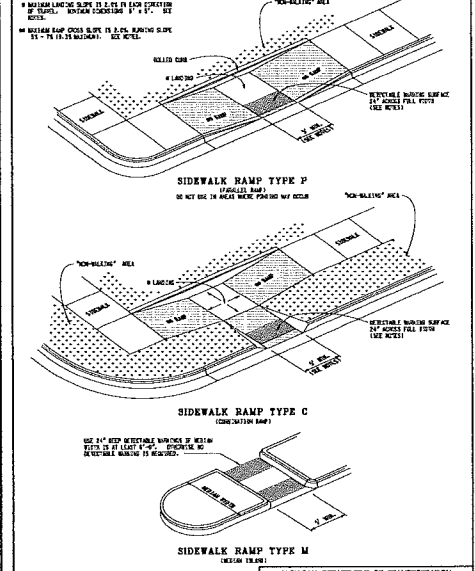 # MAXIMUM LANDING SLOPE IS 2.0% IN EACH DIRECTION
OF TRAVEL. MINIMUM DIMENSIONS 5' x 5'. SEE
NOTES.
## MAXIMUM RAMP CROSS SLOPE IS 2.0%, RUNNING SLOPE
5% - 7% (8.3% MAXIMUM). SEE NOTES.
"NON-WALKING" AREA
ROLLED CURB
# LANDING
SIDEWALK
## RAMP
## RAMP
SIDEWALK
DETECTABLE WARNING SURFACE
24" ACROSS FULL WIDTH
(SEE NOTES)
5' MIN.
(SEE NOTES)
SIDEWALK RAMP TYPE P
(PARALLEL RAMP)
DO NOT USE IN AREAS WHERE PONDING MAY OCCUR
"NON-WALKING" AREA
"NON-WALKING" AREA
SIDEWALK
# LANDING
SIDEWALK
## RAMP
## RAMP
DETECTABLE WARNING SURFACE
24" ACROSS FULL WIDTH
(SEE NOTES)
5' MIN.
(SEE NOTES)
SIDEWALK RAMP TYPE C
(COMBINATION RAMP)
USE 24" DEEP DETECTABLE WARNINGS IF MEDIAN
WIDTH IS AT LEAST 6'-0". OTHERWISE NO
DETECTABLE WARNING IS REQUIRED.
MEDIAN WIDTH
5' MIN.
SIDEWALK RAMP TYPE M
(MEDIAN ISLAND)